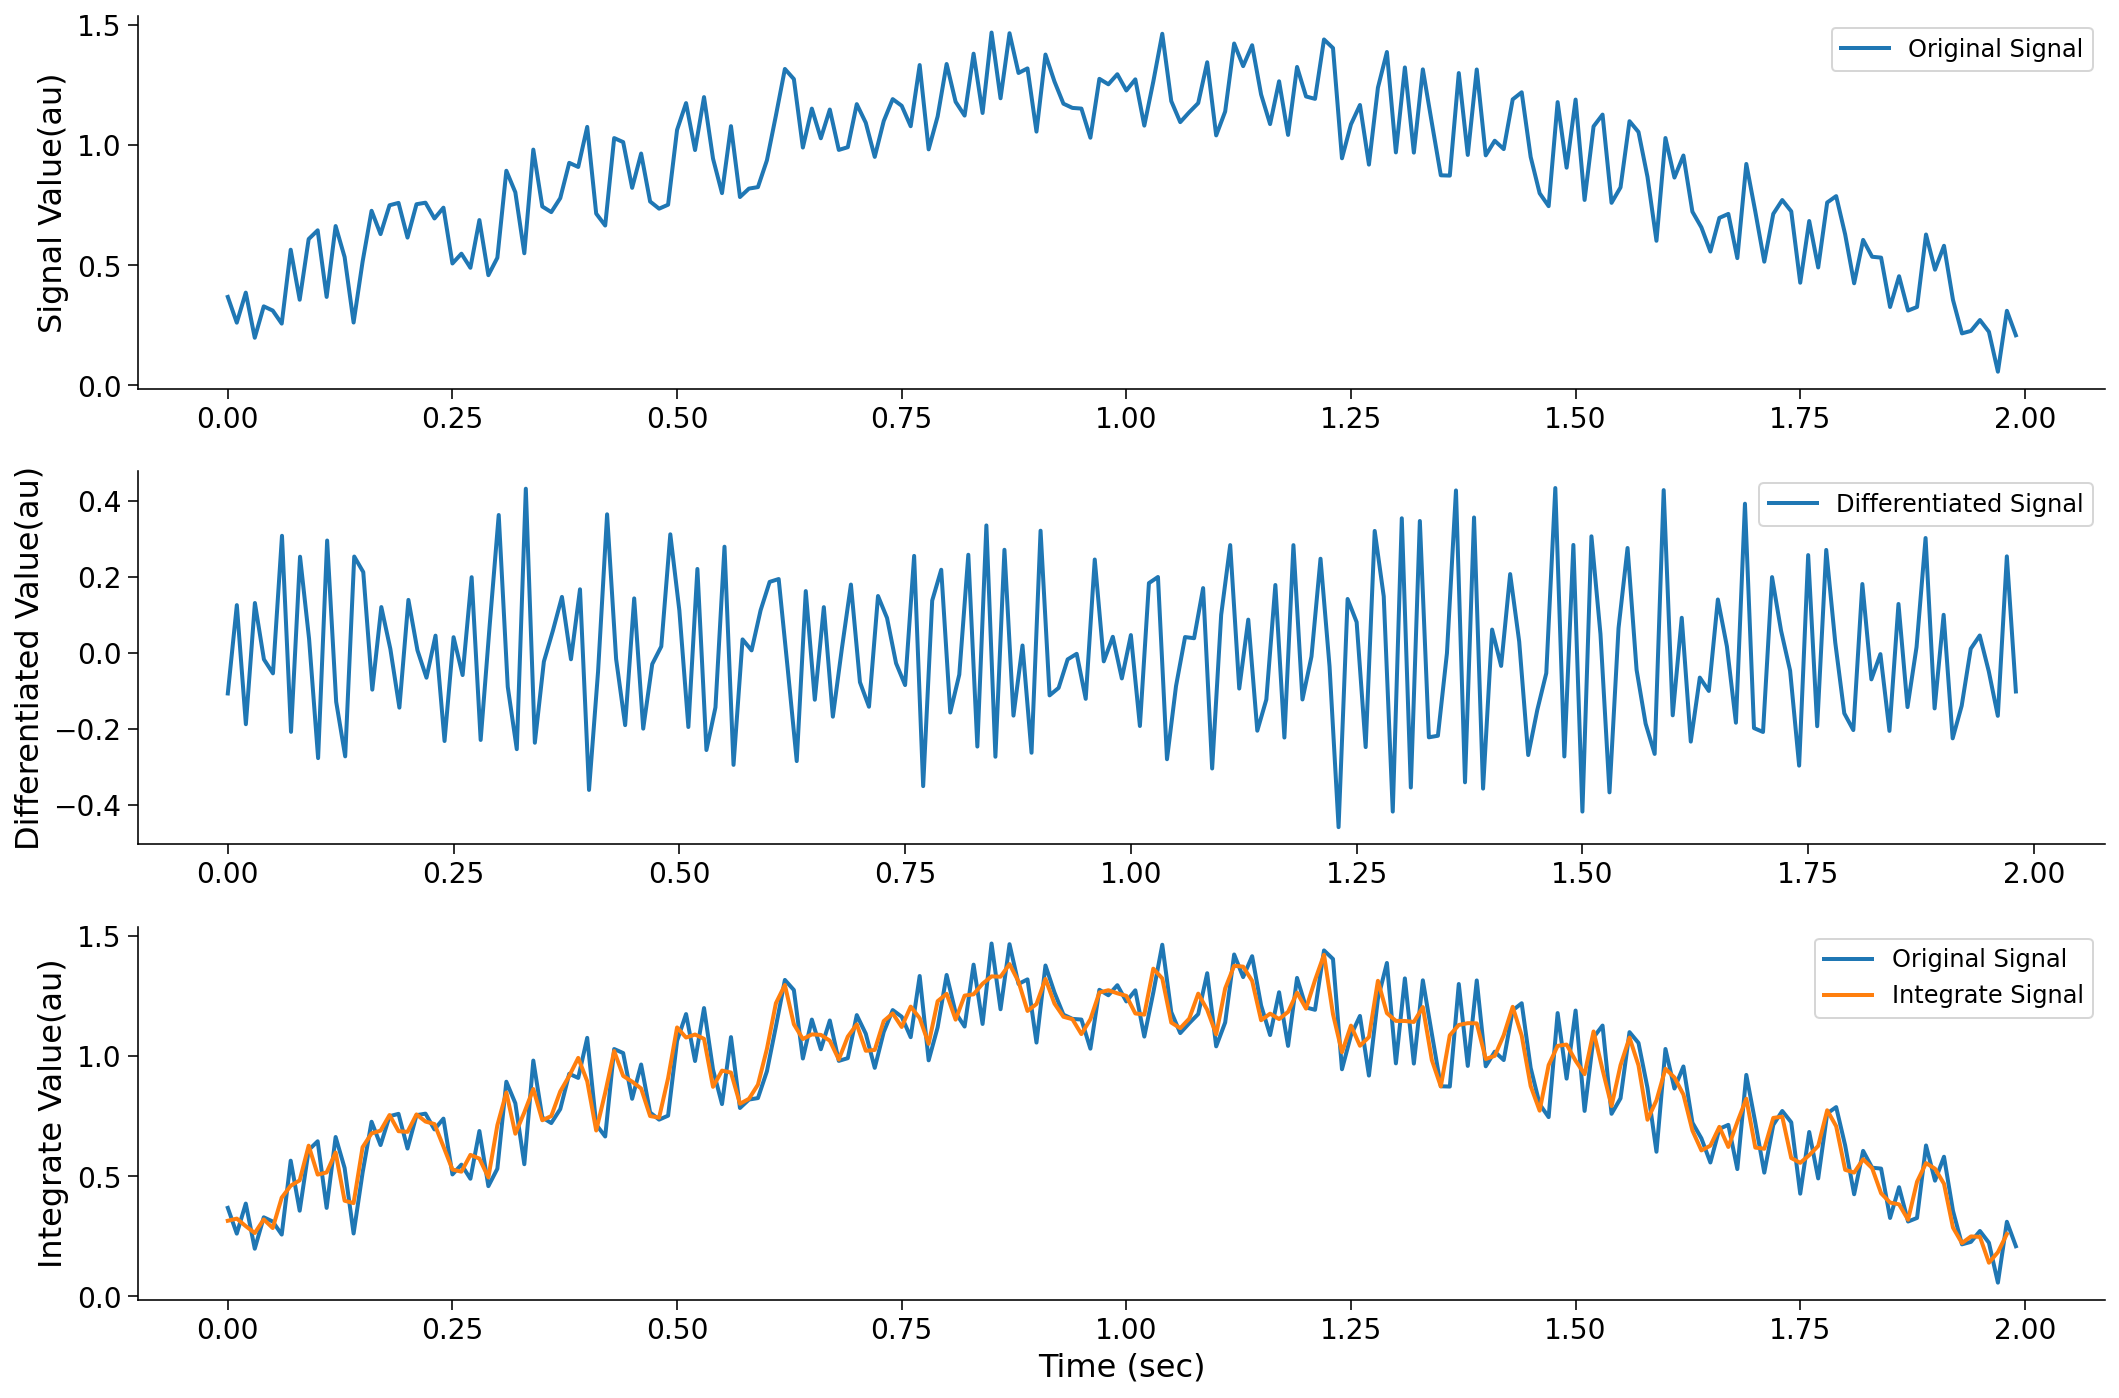 Signal Value(au)
1.5
1.0
0.5
0.0
Original Signal
0.00 0.25 0.50 0.75 1.00 1.25 1.50 1.75 2.00
Differentiated Value(au)
0.4
0.2
0.0
−0.2
−0.4
Differentiated Signal
0.00 0.25 0.50 0.75 1.00 1.25 1.50 1.75 2.00
Integrate Value(au)
1.5
1.0
0.5
0.0
Original Signal
Integrate Signal
0.00 0.25 0.50 0.75 1.00 1.25 1.50 1.75 2.00
Time (sec)